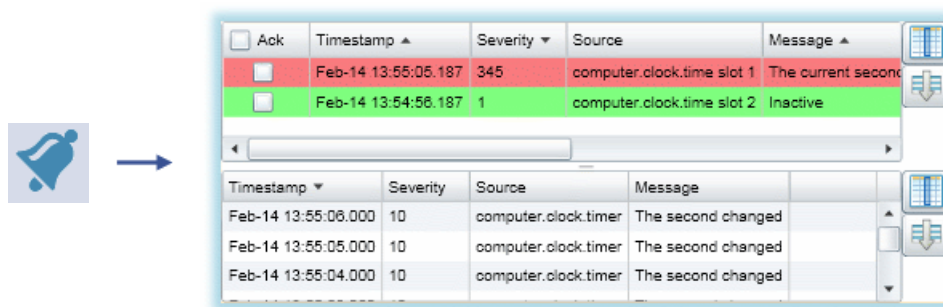 Ack Timestamp Severity Source Message
Feb-14 13:55:05.187 345 computer.clock.time slot 1 The current second
Feb-14 13:54:56.187 1 computer.clock.time slot 2 Inactive
Timestamp Severity Source Message
Feb-14 13:55:06.000 10 computer.clock.timer The second changed
Feb-14 13:55:05.000 10 computer.clock.timer The second changed
Feb-14 13:55:04.000 10 computer.clock.timer The second changed